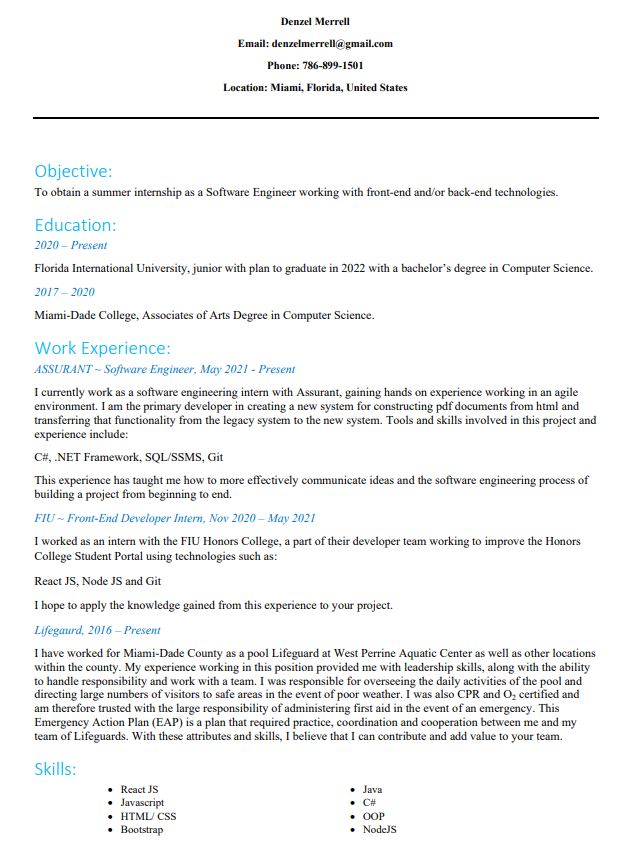 Denzel Merrell
Email: denzelmerrell@gmail.com
Phone: 786-899-1501
Location: Miami, Florida, United States
Objective:
To obtain a summer internship as a Software Engineer working with front-end and/or back-end technologies.
Education:
2020 – Present
Florida International University, junior with plan to graduate in 2022 with a bachelor's degree in Computer Science.
2017 – 2020
Miami-Dade College, Associates of Arts Degree in Computer Science.
Work Experience:
ASSURANT ~ Software Engineer, May 2021 - Present
I currently work as a software engineering intern with Assurant, gaining hands on experience working in an agile
environment. I am the primary developer in creating a new system for constructing pdf documents from html and
transferring that functionality from the legacy system to the new system. Tools and skills involved in this project and
experience include:
C#, .NET Framework, SQL/SSMS, Git
This experience has taught me how to more effectively communicate ideas and the software engineering process of
building a project from beginning to end.
FIU ~ Front-End Developer Intern, Nov 2020 – May 2021
I worked as an intern with the FIU Honors College, a part of their developer team working to improve the Honors
College Student Portal using technologies such as:
React JS, Node JS and Git
I hope to apply the knowledge gained from this experience to your project.
Lifegaurd, 2016 – Present
I have worked for Miami-Dade County as a pool Lifeguard at West Perrine Aquatic Center as well as other locations
within the county. My experience working in this position provided me with leadership skills, along with the ability
to handle responsibility and work with a team. I was responsible for overseeing the daily activities of the pool and
directing large numbers of visitors to safe areas in the event of poor weather. I was also CPR and O₂ certified and
am therefore trusted with the large responsibility of administering first aid in the event of an emergency. This
Emergency Action Plan (EAP) is a plan that required practice, coordination and cooperation between me and my
team of Lifeguards. With these attributes and skills, I believe that I can contribute and add value to your team.
Skills:
• React JS
• Javascript
• HTML/ CSS
• Bootstrap
• Java
• C#
• OOP
• NodeJS